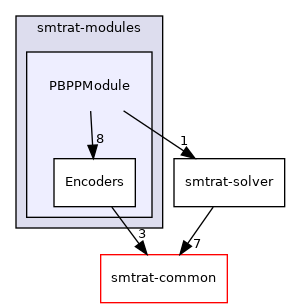 smtrat-modules
PBPPModule
8
1
Encoders
smtrat-solver
3
7
smtrat-common